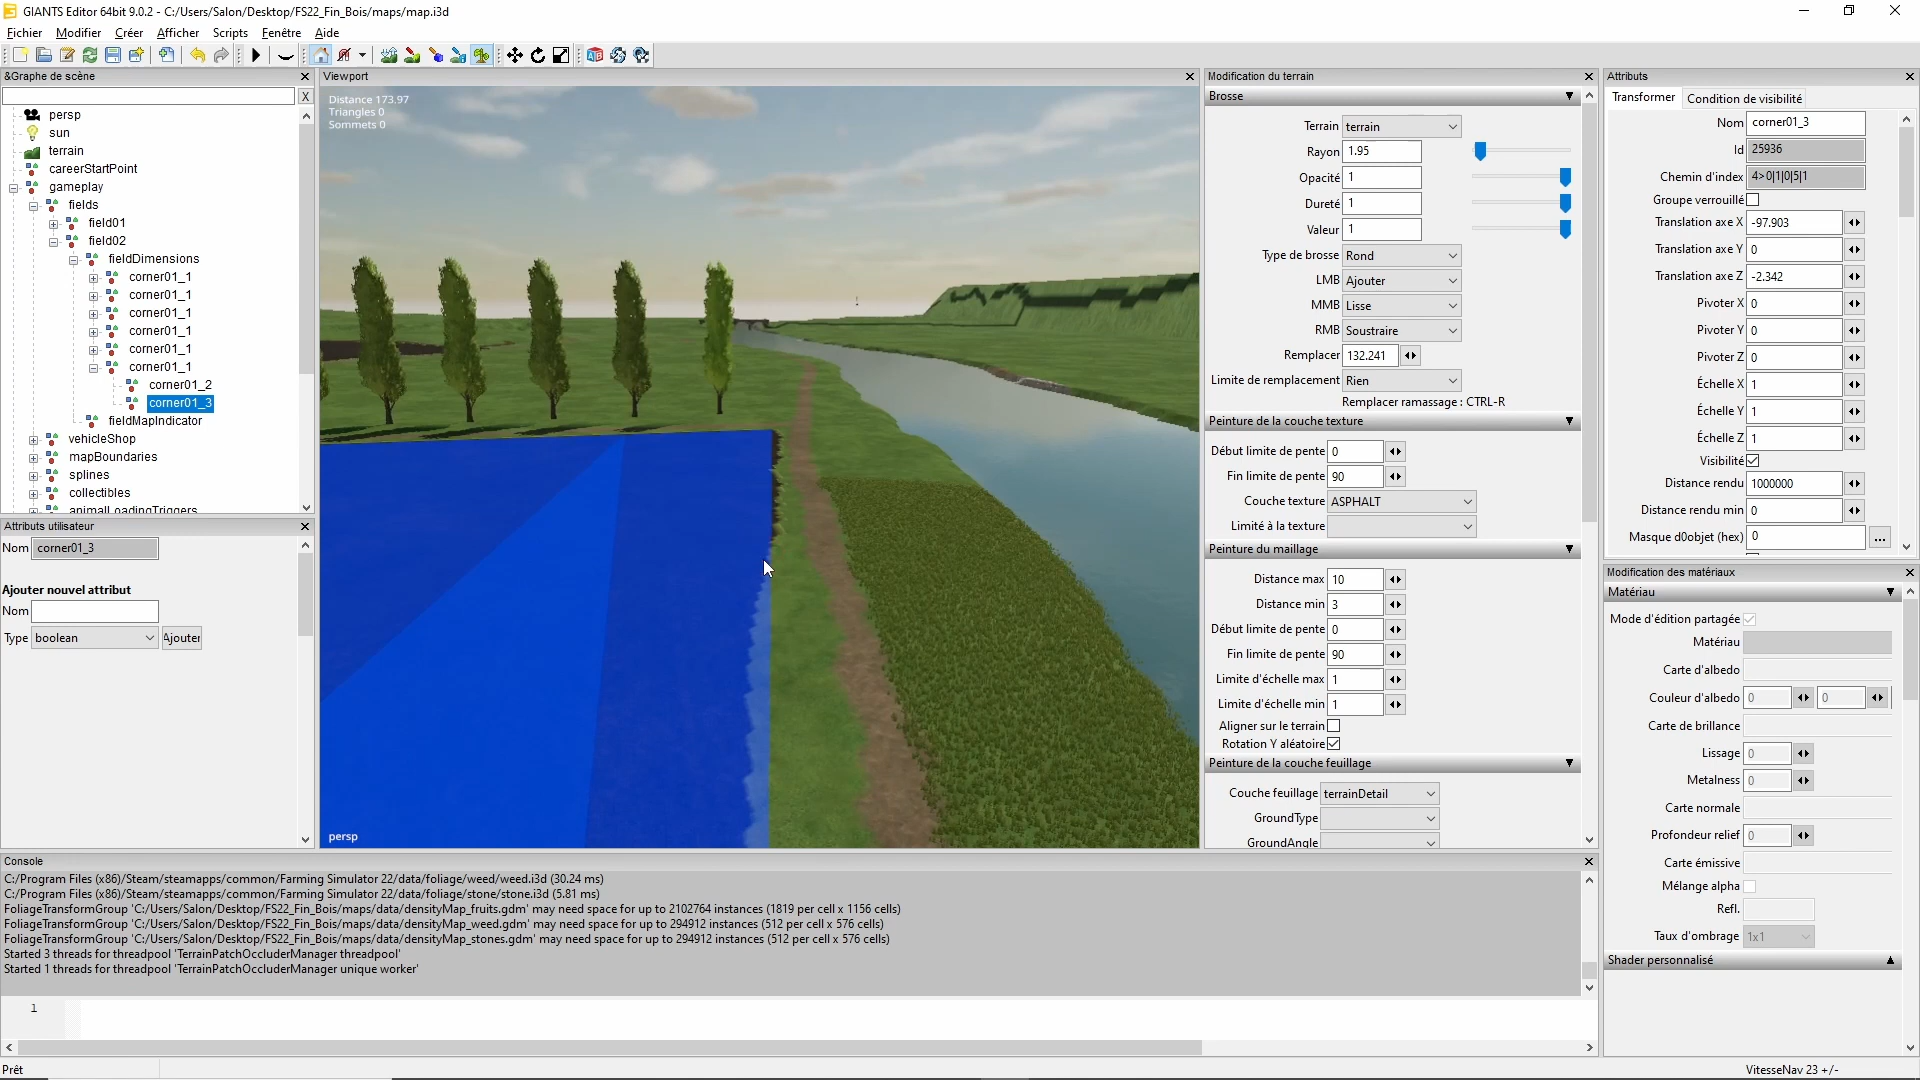 GIANTS Editor 64bit 9.0.2 - C:/Users/Salon/Desktop/FS22_Fin_Bois/maps/map.i3d
Fichier Modifier Créer Afficher Scripts Fenêtre Aide
&Graphe de scène
X
persp
sun
terrain
careerStartPoint
gameplay
fields
field01
field02
fieldDimensions
corner01_1
corner01_1
corner01_1
corner01_1
corner01_1
corner01_1
corner01_2
corner01_3
fieldMapIndicator
vehicleShop
mapBoundaries
splines
collectibles
animalLoadingTriggers
Attributs utilisateur
Nom corner01_3
Ajouter nouvel attribut
Nom
Type boolean Ajouter
Viewport
Distance 173.97
Triangles 0
Sommets 0
persp
Modification du terrain
Brosse
Terrain terrain
Rayon 1.95
Opacité 1
Dureté 1
Valeur 1
Type de brosse Rond
LMB Ajouter
MMB Lisse
RMB Soustraire
Remplacer 132.241
Limite de remplacement Rien
Remplacer ramassage : CTRL-R
Peinture de la couche texture
Début limite de pente 0
Fin limite de pente 90
Couche texture ASPHALT
Limité à la texture
Peinture du maillage
Distance max 10
Distance min 3
Début limite de pente 0
Fin limite de pente 90
Limite d'échelle max 1
Limite d'échelle min 1
Aligner sur le terrain
Rotation Y aléatoire
Peinture de la couche feuillage
Couche feuillage terrainDetail
GroundType
GroundAngle
Attributs
Transformer Condition de visibilité
Nom corner01_3
Id 25936
Chemin d'index 4>0|1|0|5|1
Groupe verrouillé
Translation axe X -97.903
Translation axe Y 0
Translation axe Z -2.342
Pivoter X 0
Pivoter Y 0
Pivoter Z 0
Échelle X 1
Échelle Y 1
Échelle Z 1
Visibilité
Distance rendu 1000000
Distance rendu min 0
Masque d0objet (hex) 0 ...
Modification des matériaux
Matériau
Mode d'édition partagée
Matériau
Carte d'albedo
Couleur d'albedo 0 0
Carte de brillance
Lissage 0
Metalness 0
Carte normale
Profondeur relief 0
Carte émissive
Mélange alpha
Refl.
Taux d'ombrage 1x1
Shader personnalisé
Console
C:/Program Files (x86)/Steam/steamapps/common/Farming Simulator 22/data/foliage/weed/weed.i3d (30.24 ms)
C:/Program Files (x86)/Steam/steamapps/common/Farming Simulator 22/data/foliage/stone/stone.i3d (5.81 ms)
FoliageTransformGroup 'C:/Users/Salon/Desktop/FS22_Fin_Bois/maps/data/densityMap_fruits.gdm' may need space for up to 2102764 instances (1819 per cell x 1156 cells)
FoliageTransformGroup 'C:/Users/Salon/Desktop/FS22_Fin_Bois/maps/data/densityMap_weed.gdm' may need space for up to 294912 instances (512 per cell x 576 cells)
FoliageTransformGroup 'C:/Users/Salon/Desktop/FS22_Fin_Bois/maps/data/densityMap_stones.gdm' may need space for up to 294912 instances (512 per cell x 576 cells)
Started 3 threads for threadpool 'TerrainPatchOccluderManager threadpool'
Started 1 threads for threadpool 'TerrainPatchOccluderManager unique worker'
1
Prêt
VitesseNav 23 +/-